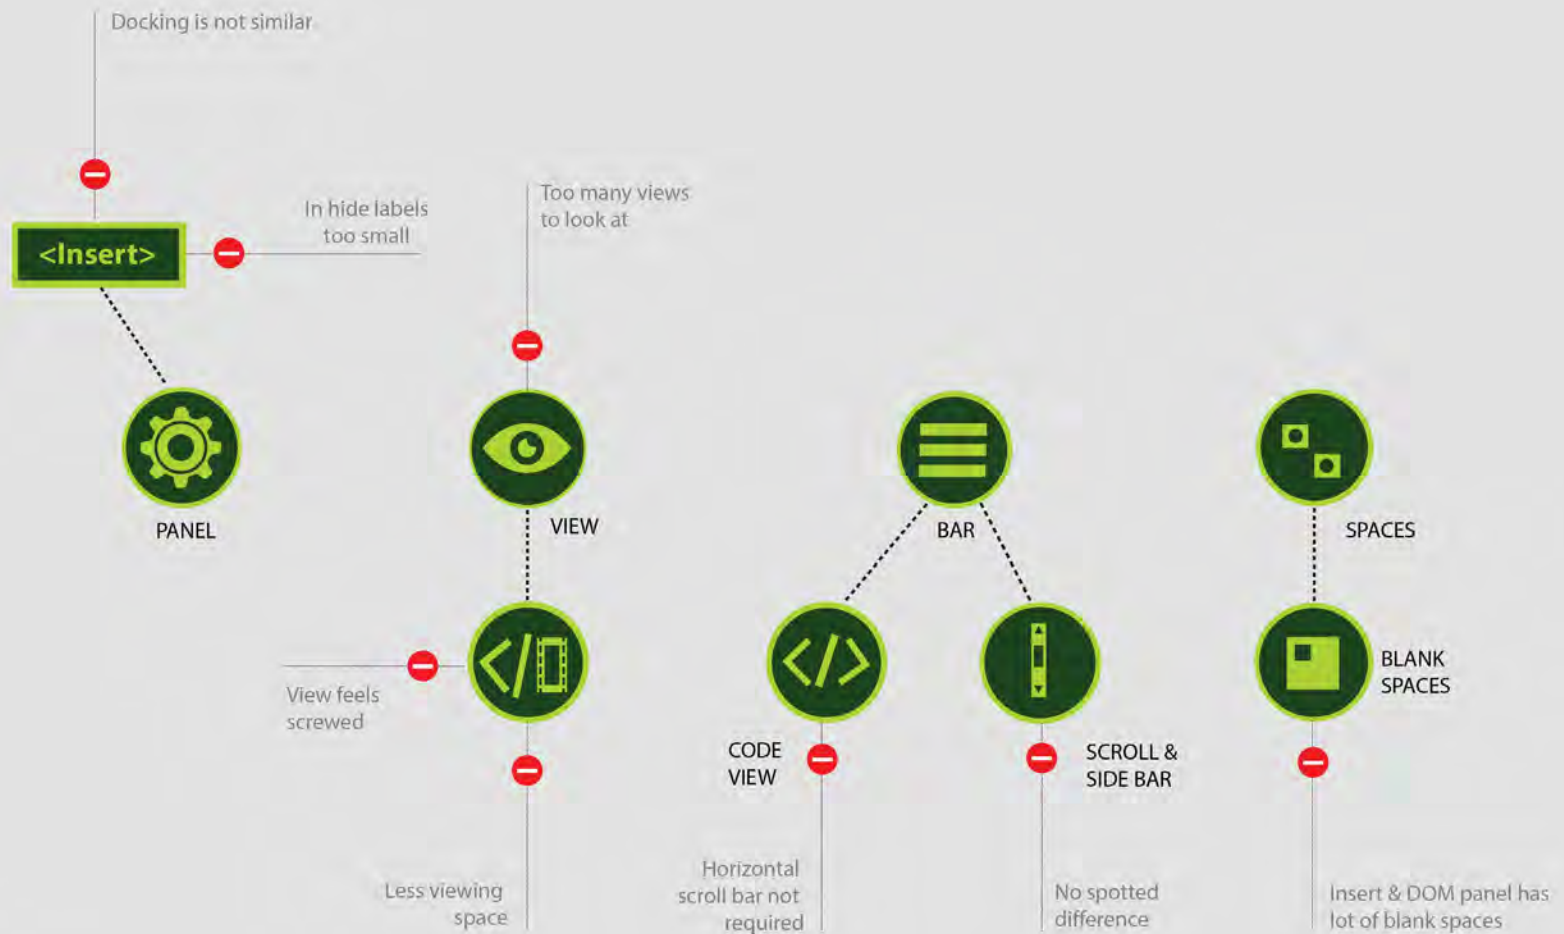 Docking is not similar
In hide labels
too small
<Insert>
PANEL
Too many views
to look at
VIEW
View feels
screwed
Less viewing
space
BAR
CODE
VIEW
Horizontal
scroll bar not
required
SCROLL &
SIDE BAR
No spotted
difference
SPACES
BLANK
SPACES
Insert & DOM panel has
lot of blank spaces